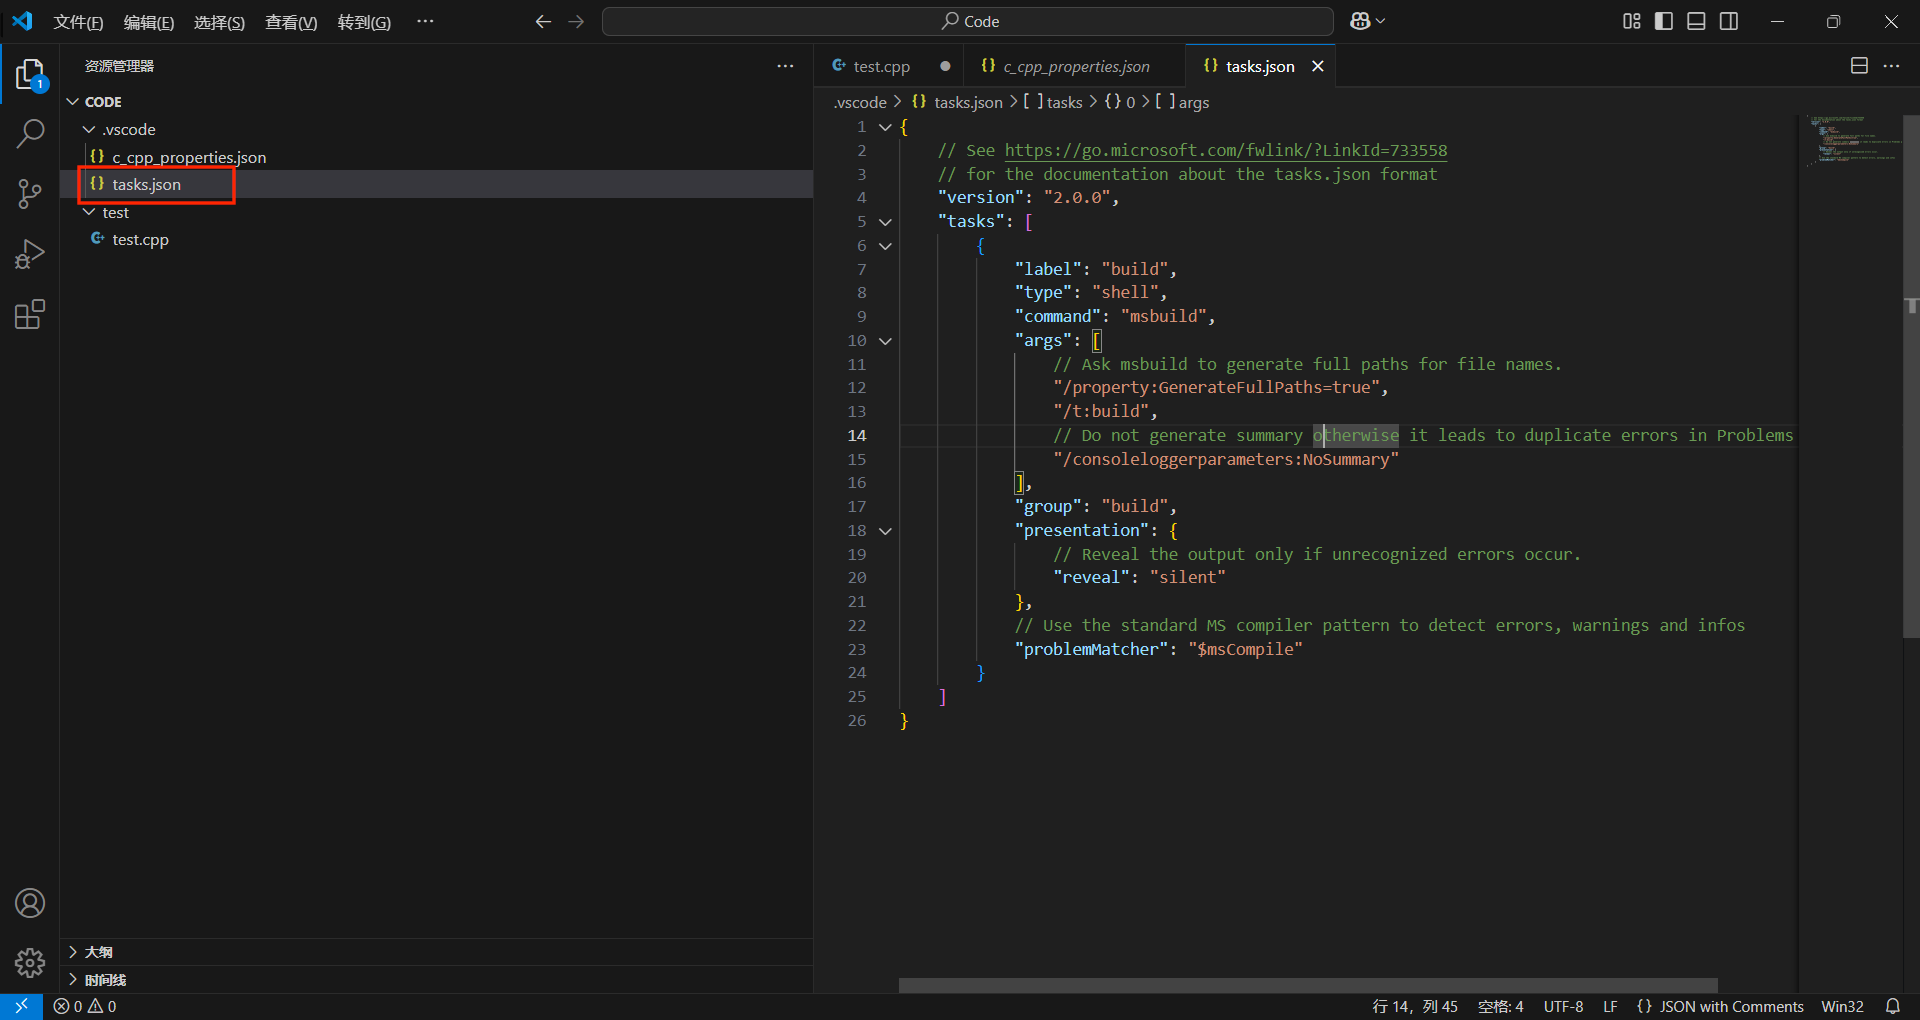 文件(F) 编辑(E) 选择(S) 查看(V) 转到(G) ··· Code
资源管理器 ···
CODE
.vscode
c_cpp_properties.json
tasks.json
test
test.cpp
大纲
时间线
1
test.cpp c_cpp_properties.json tasks.json
.vscode > {} tasks.json > [ ] tasks > {} 0 > [ ] args
1 {
2 // See https://go.microsoft.com/fwlink/?LinkId=733558
3 // for the documentation about the tasks.json format
4 "version": "2.0.0",
5 "tasks": [
6 {
7 "label": "build",
8 "type": "shell",
9 "command": "msbuild",
10 "args": [
11 // Ask msbuild to generate full paths for file names.
12 "/property:GenerateFullPaths=true",
13 "/t:build",
14 // Do not generate summary otherwise it leads to duplicate errors in Problems
15 "/consoleloggerparameters:NoSummary"
16 ],
17 "group": "build",
18 "presentation": {
19 // Reveal the output only if unrecognized errors occur.
20 "reveal": "silent"
21 },
22 // Use the standard MS compiler pattern to detect errors, warnings and infos
23 "problemMatcher": "$msCompile"
24 }
25 ]
26 }
0 0 行 14，列 45 空格: 4 UTF-8 LF {} JSON with Comments Win32